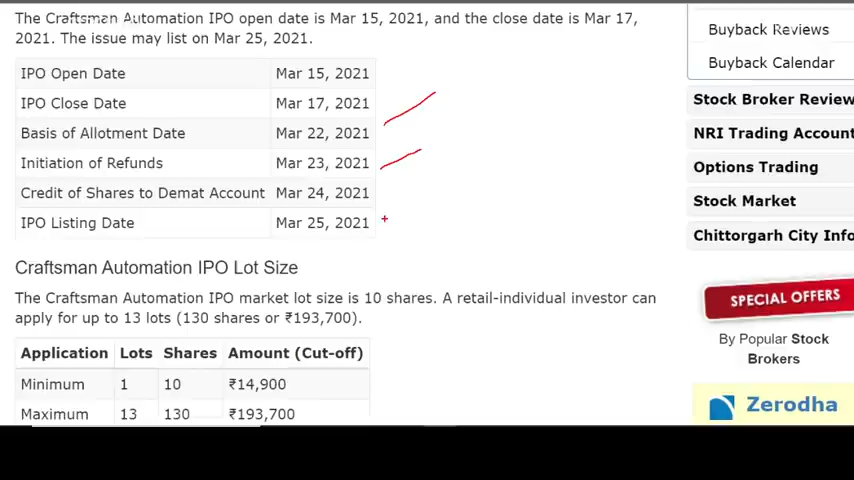 The Craftsman Automation IPO open date is Mar 15, 2021, and the close date is Mar 17,
2021. The issue may list on Mar 25, 2021.
IPO Open Date Mar 15, 2021
IPO Close Date Mar 17, 2021
Basis of Allotment Date Mar 22, 2021
Initiation of Refunds Mar 23, 2021
Credit of Shares to Demat Account Mar 24, 2021
IPO Listing Date Mar 25, 2021
Craftsman Automation IPO Lot Size
The Craftsman Automation IPO market lot size is 10 shares. A retail-individual investor can
apply for up to 13 lots (130 shares or ₹193,700).
Application Lots Shares Amount (Cut-off)
Minimum 1 10 ₹14,900
Maximum 13 130 ₹193,700
Buyback Reviews
Buyback Calendar
Stock Broker Review
NRI Trading Account
Options Trading
Stock Market
Chittorgarh City Info
SPECIAL OFFERS
By Popular Stock
Brokers
Zerodha